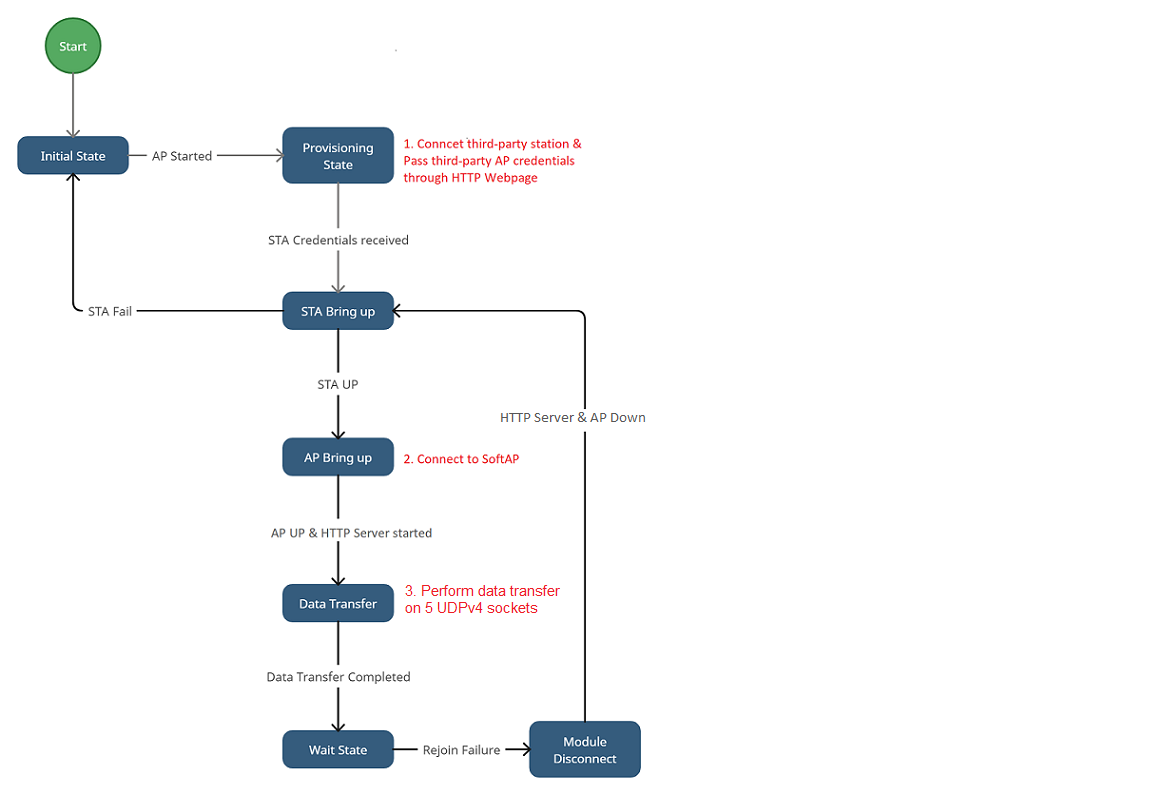 Start
Initial State
AP Started
Provisioning
State
1. Conncet third-party station &
Pass third-party AP credentials
through HTTP Webpage
STA Credentials received
STA Fail
STA Bring up
STA UP
HTTP Server & AP Down
AP Bring up
2. Connect to SoftAP
AP UP & HTTP Server started
Data Transfer
3. Perform data transfer
on 5 UDPv4 sockets
Data Transfer Completed
Wait State
Rejoin Failure
Module
Disconnect